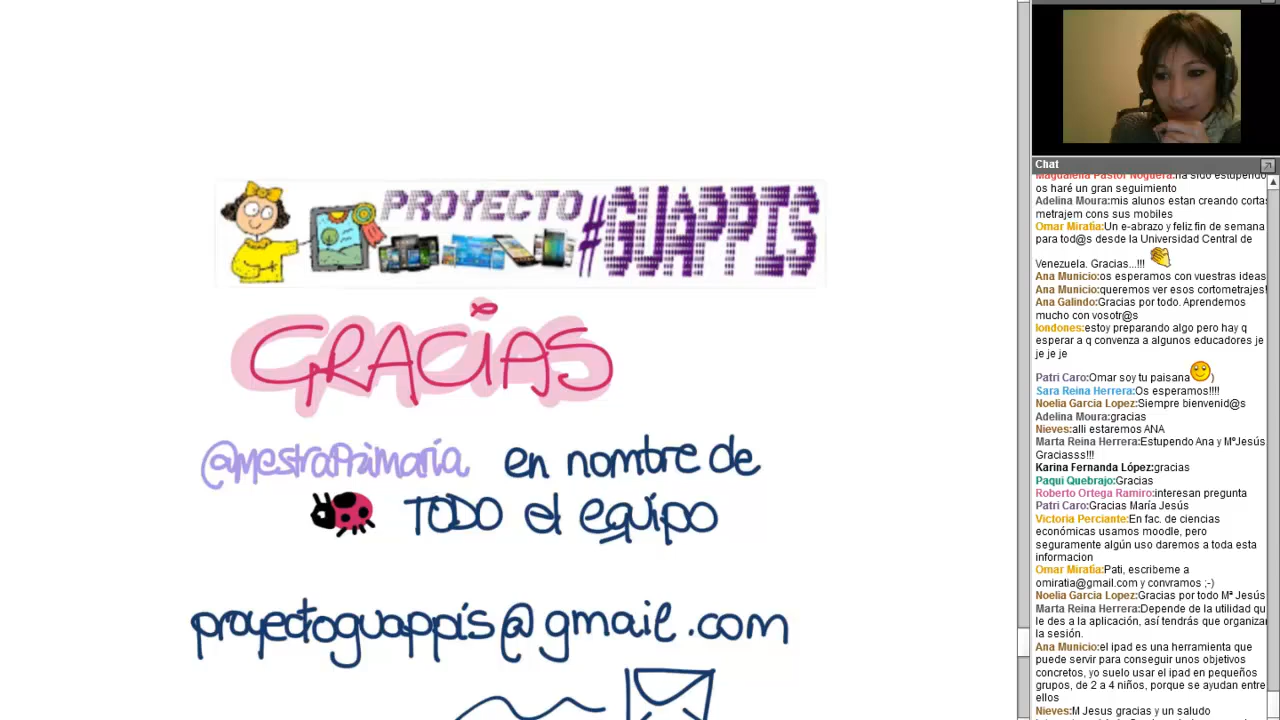 PROYECTO #GUAPPIS
GRACIAS
@mestraPrimaria en nombre de
TODO el equipo
proyectoguappis@gmail.com
Chat
Magdalena Pastor Noguera:ha sido estupendo
os haré un gran seguimiento
Adelina Moura:mis alunos estan creando cortas
metrajem cons sus mobiles
Omar Miratía:Un e-abrazo y feliz fin de semana
para tod@s desde la Universidad Central de
Venezuela. Gracias...!!!
Ana Municio:os esperamos con vuestras ideas
Ana Municio:queremos ver esos cortometrajes!
Ana Galindo:Gracias por todo. Aprendemos
mucho con vosotr@s
londones:estoy preparando algo pero hay q
esperar a q convenza a algunos educadores je
je je je
Patri Caro:Omar soy tu paisana )
Sara Reina Herrera:Os esperamos!!!!
Noelia Garcia Lopez:Siempre bienvenid@s
Adelina Moura:gracias
Nieves:alli estaremos ANA
Marta Reina Herrera:Estupendo Ana y MªJesús
Graciasss!!!
Karina Fernanda López:gracias
Paqui Quebrajo:Gracias
Roberto Ortega Ramiro:interesan pregunta
Patri Caro:Gracias María Jesús
Victoria Perciante:En fac. de ciencias
económicas usamos moodle, pero
seguramente algún uso daremos a toda esta
informacion
Omar Miratía:Pati, escribeme a
omiratia@gmail.com y convramos ;-)
Noelia Garcia Lopez:Gracias por todo Mª Jesús
Marta Reina Herrera:Depende de la utilidad que
le des a la aplicación, así tendrás que organizar
la sesión.
Ana Municio:el ipad es una herramienta que
puede servir para conseguir unos objetivos
concretos, yo suelo usar el ipad en pequeños
grupos, de 2 a 4 niños, porque se ayudan entre
ellos
Nieves:M Jesus gracias y un saludo